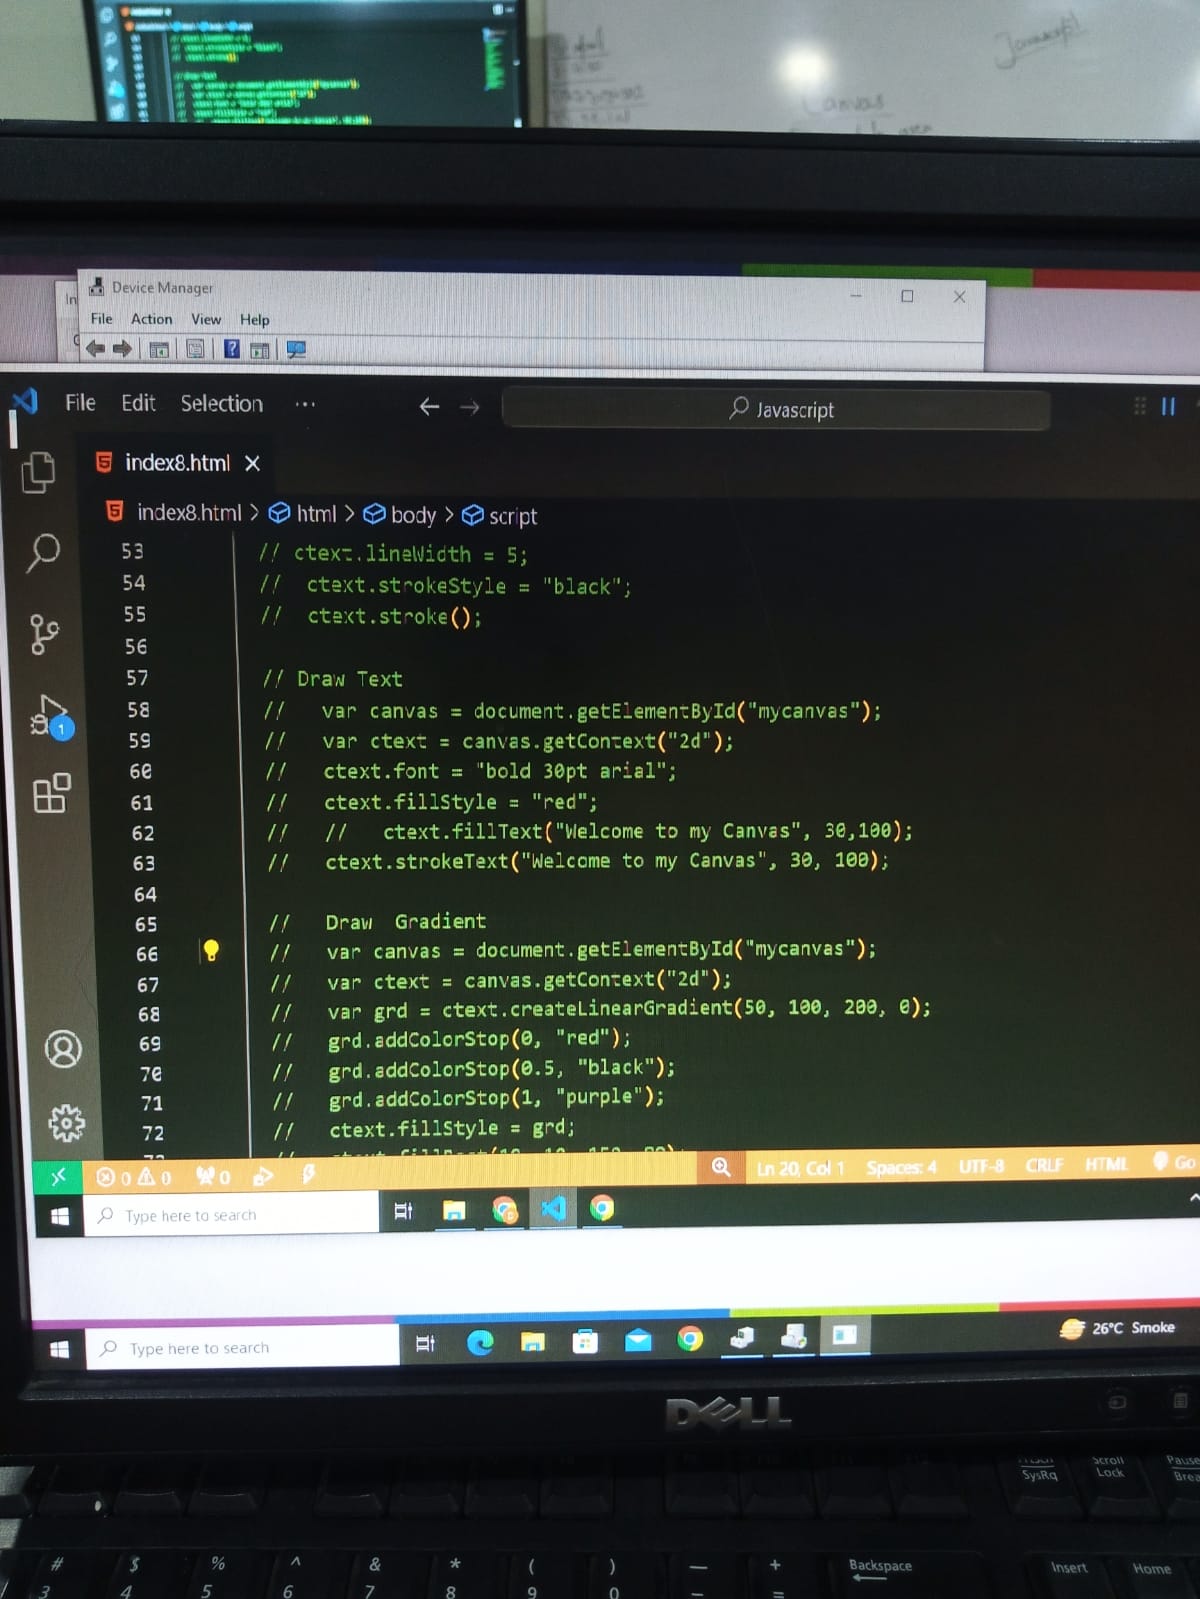 Javascript
Canvas
Device Manager
File Action View Help
File Edit Selection ...
Javascript
index8.html
index8.html > html > body > script
53 // ctext.lineWidth = 5;
54 // ctext.strokeStyle = "black";
55 // ctext.stroke();
56
57 // Draw Text
58 // var canvas = document.getElementById("mycanvas");
59 // var ctext = canvas.getContext("2d");
60 // ctext.font = "bold 30pt arial";
61 // ctext.fillStyle = "red";
62 // // ctext.fillText("Welcome to my Canvas", 30,100);
63 // ctext.strokeText("Welcome to my Canvas", 30, 100);
64
65 // Draw Gradient
66 // var canvas = document.getElementById("mycanvas");
67 // var ctext = canvas.getContext("2d");
68 // var grd = ctext.createLinearGradient(50, 100, 200, 0);
69 // grd.addColorStop(0, "red");
70 // grd.addColorStop(0.5, "black");
71 // grd.addColorStop(1, "purple");
72 // ctext.fillStyle = grd;
1
0 0 0 Ln 20, Col 1 Spaces: 4 UTF-8 CRLF HTML Go
Type here to search
Type here to search 26°C Smoke
DELL
SysRq Scroll Lock Pause
# $ % ^ & * ( ) — + Backspace Insert Home
3 4 5 6 7 8 9 0 - =